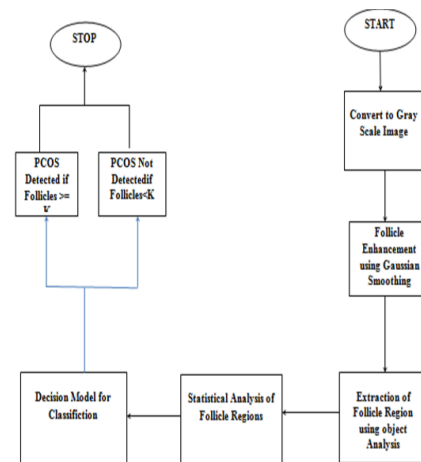 START
Convert to Gray
Scale Image
Follicle
Enhancement
using Gaussian
Smoothing
Extraction of
Follicle Region
using object
Analysis
Statistical Analysis of
Follicle Regions
Decision Model for
Classifiction
PCOS
Detected if
Follicles >=
PCOS Not
Detectedif
Follicles<K
STOP